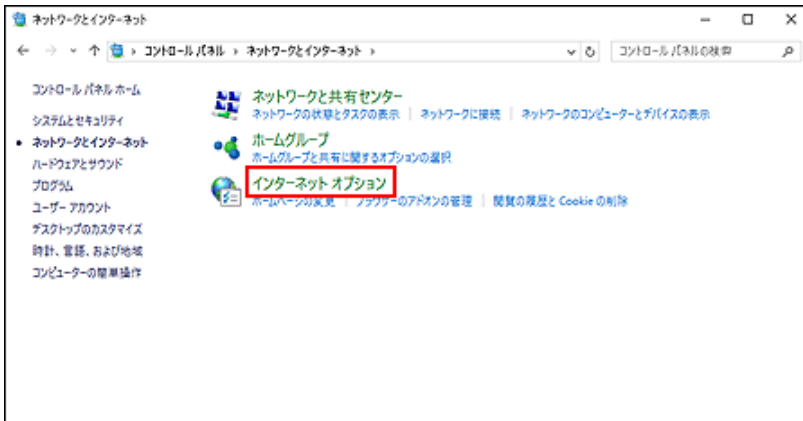 ネットワークとインターネット
コントロール パネル › ネットワークとインターネット ›
コントロール パネルの検索
コントロール パネル ホーム
システムとセキュリティ
ネットワークとインターネット
ハードウェアとサウンド
プログラム
ユーザー アカウント
デスクトップのカスタマイズ
時計、言語、および地域
コンピューターの簡単操作
ネットワークと共有センター
ネットワークの状態とタスクの表示 | ネットワークに接続 | ネットワークのコンピューターとデバイスの表示
ホームグループ
ホームグループと共有に関するオプションの選択
インターネット オプション
ホームページの変更 | ブラウザーのアドオンの管理 | 閲覧の履歴と Cookie の削除